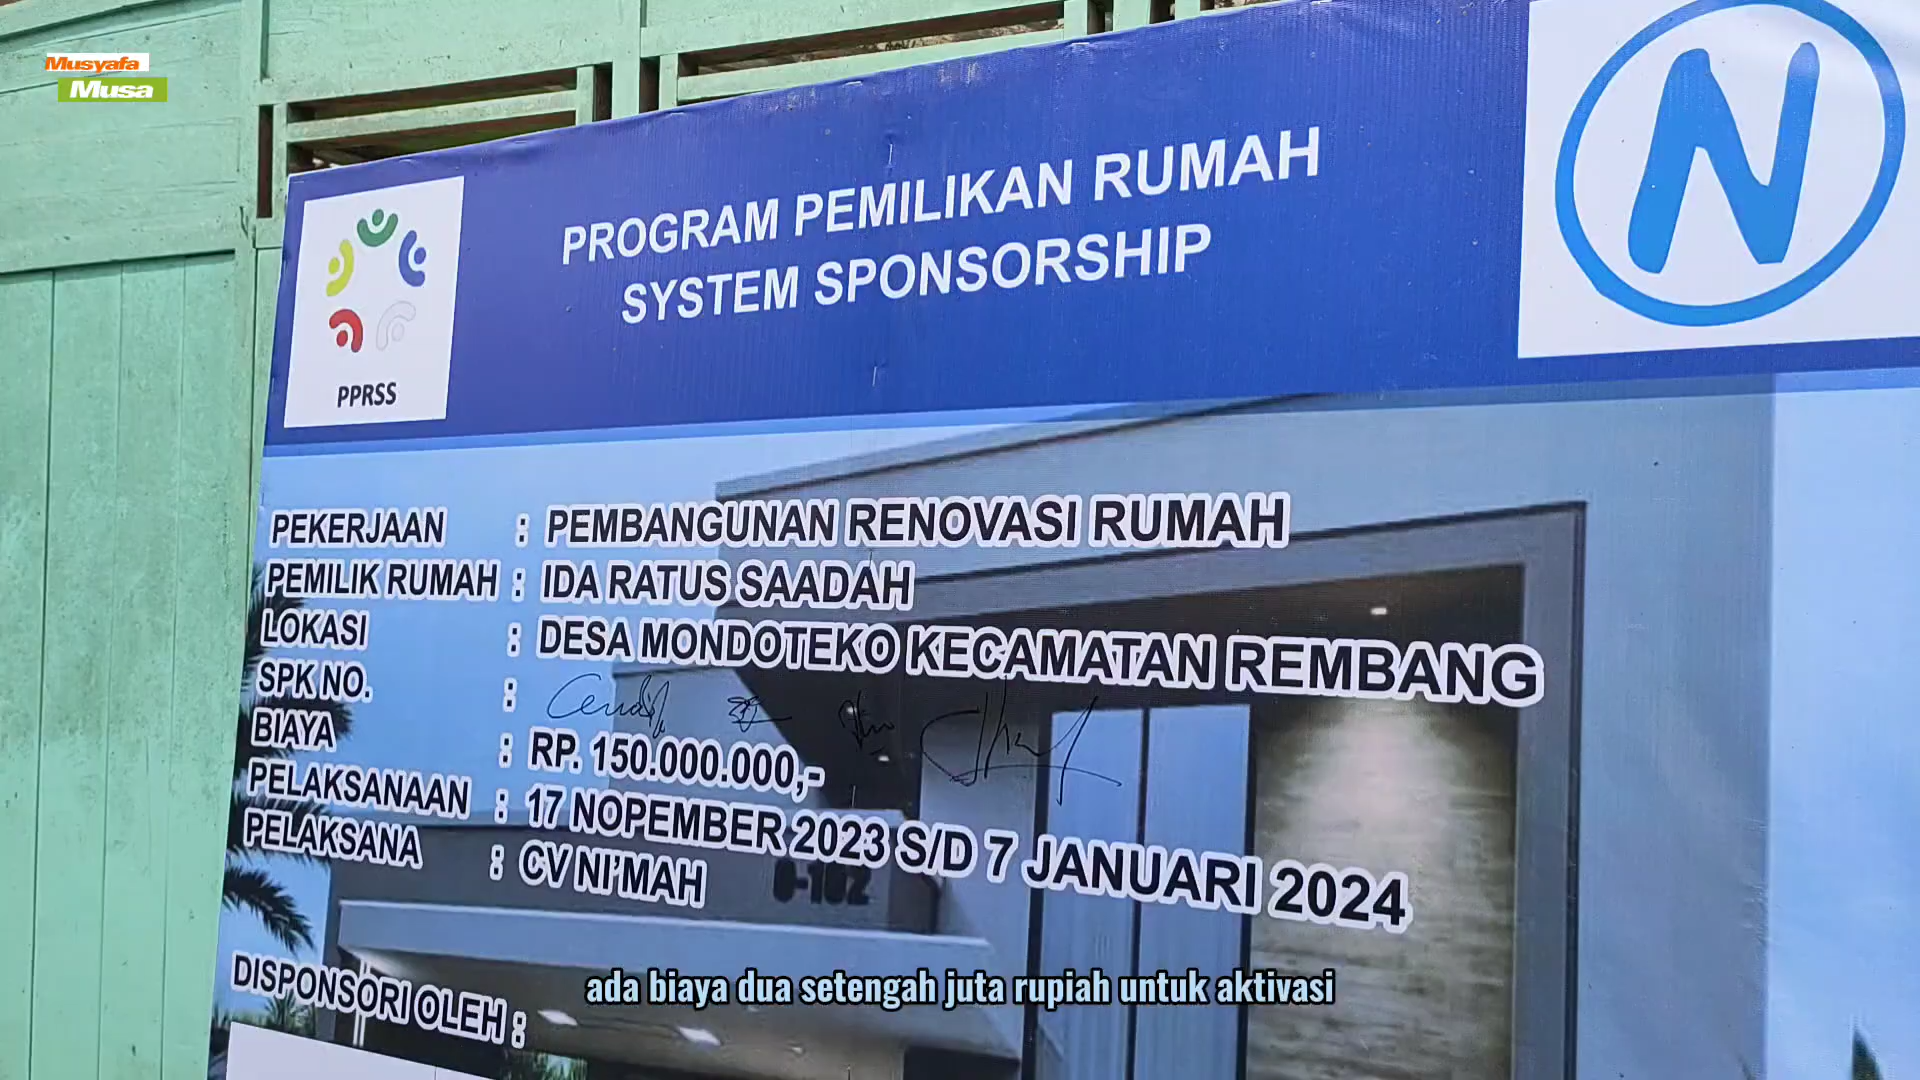 Musyafa
Musa
PROGRAM PEMILIKAN RUMAH
SYSTEM SPONSORSHIP
N
PPRSS
PEKERJAAN : PEMBANGUNAN RENOVASI RUMAH
PEMILIK RUMAH : IDA RATUS SAADAH
LOKASI : DESA MONDOTEKO KECAMATAN REMBANG
SPK NO. :
BIAYA : RP. 150.000.000,-
PELAKSANAAN : 17 NOPEMBER 2023 S/D 7 JANUARI 2024
PELAKSANA : CV NI'MAH
DISPONSORI OLEH :
ada biaya dua setengah juta rupiah untuk aktivasi